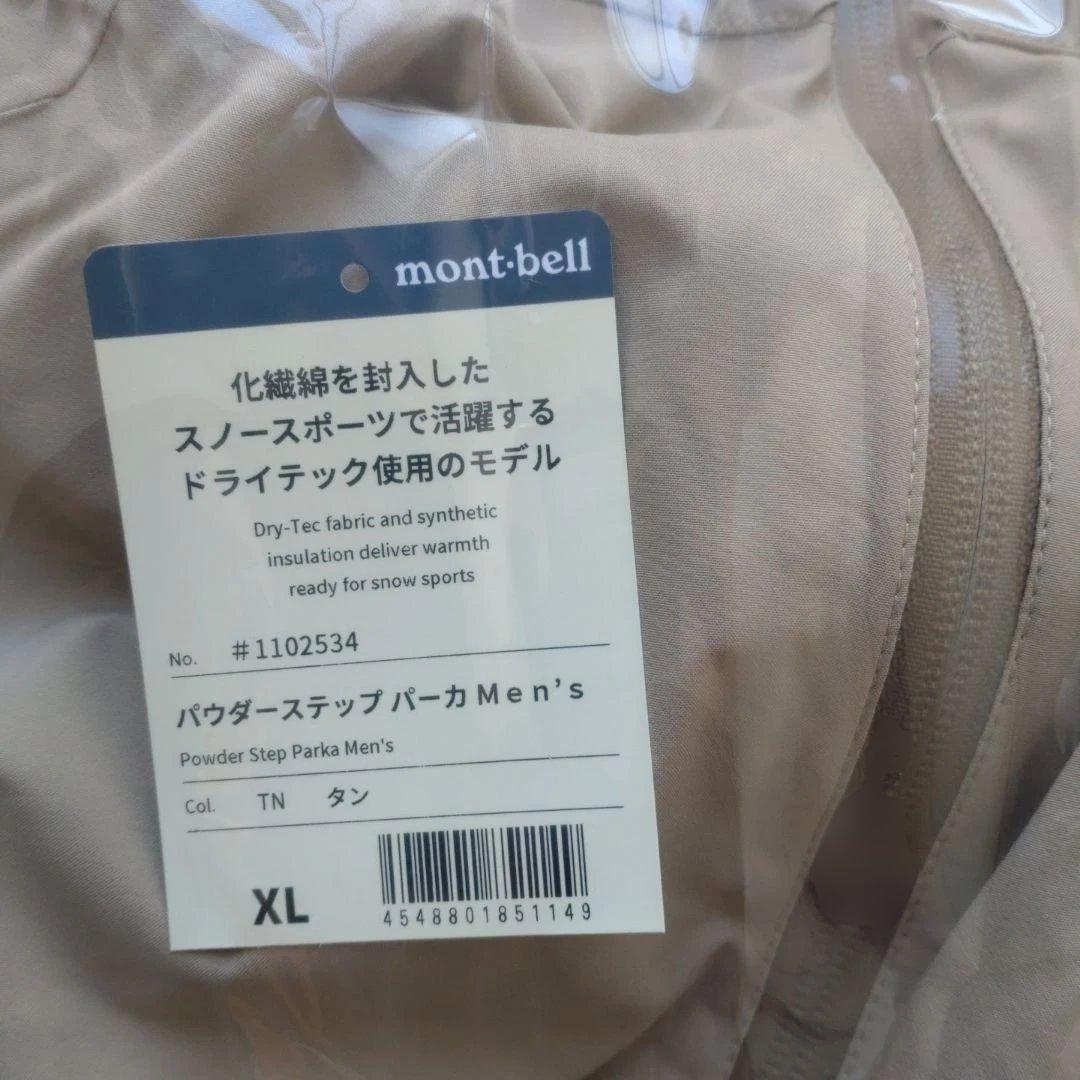 mont·bell
化繊綿を封入した
スノースポーツで活躍する
ドライテック使用のモデル
Dry-Tec fabric and synthetic
insulation deliver warmth
ready for snow sports
No. #1102534
パウダーステップ パーカ Men's
Powder Step Parka Men's
Col. TN タン
XL
4548801851149